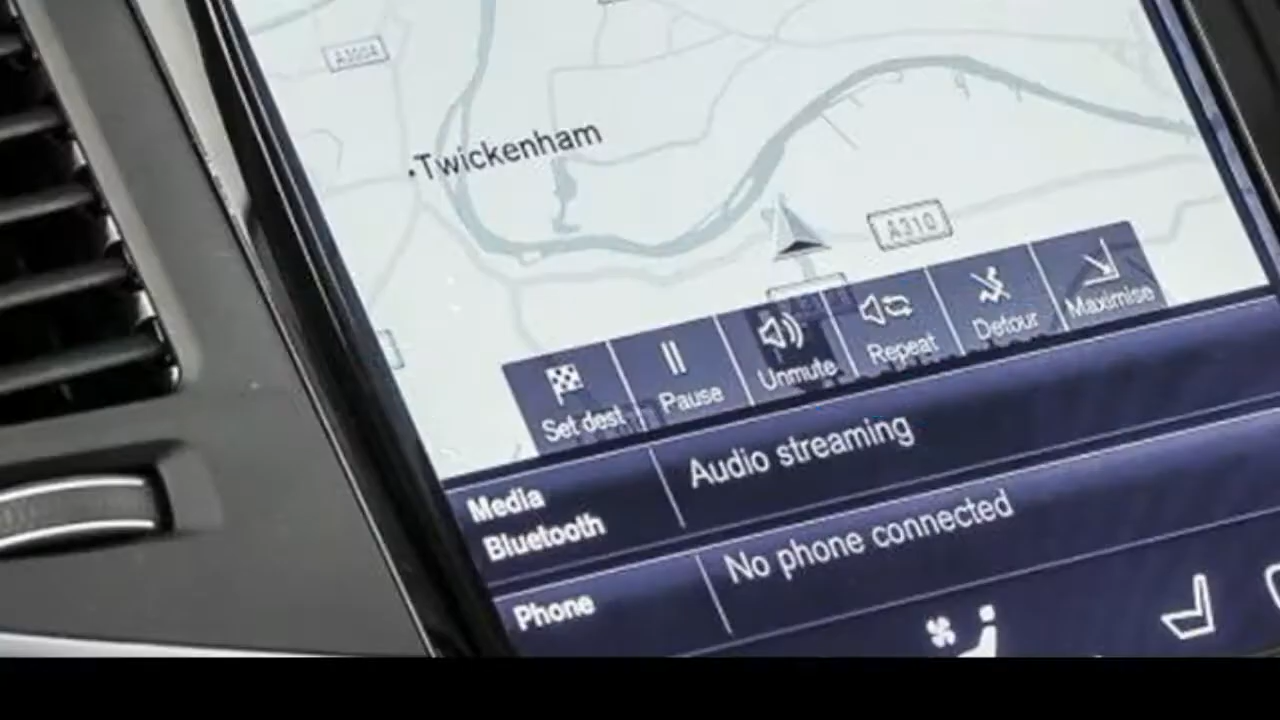 A3004
Twickenham
A310
Set dest
Pause
Unmute
Repeat
Detour
Maximise
Media
Bluetooth
Audio streaming
Phone
No phone connected